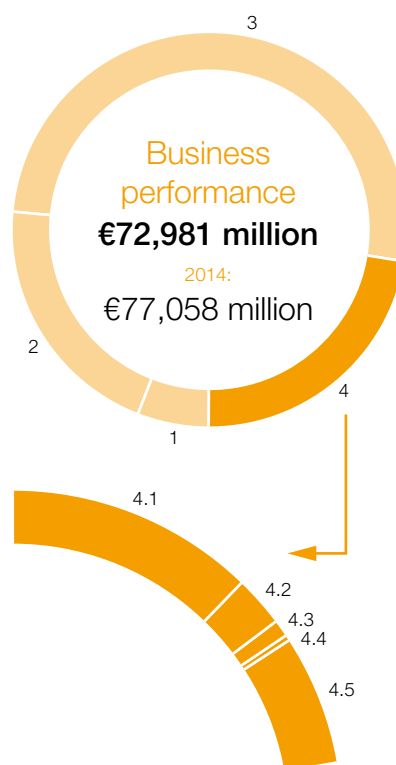 3
Business
performance
€72,981 million
2014:
€77,058 million
2
4
1
4.1
4.2
4.3
4.4
4.5